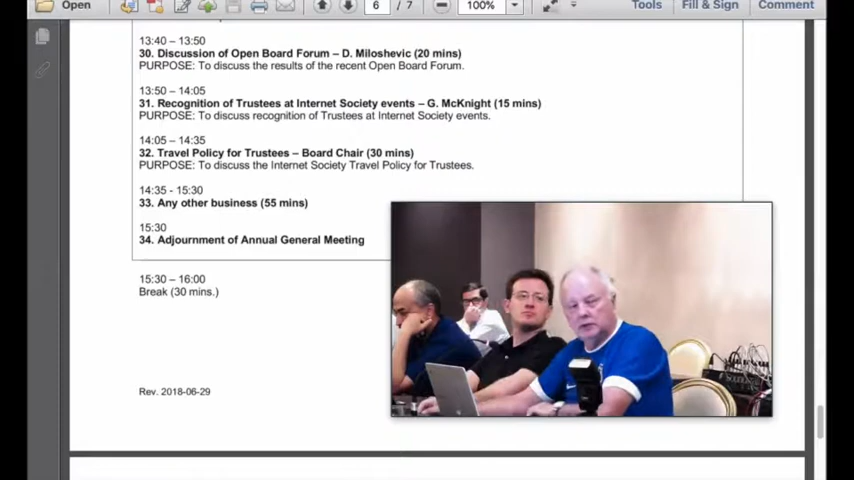 Open
6 / 7
100%
Tools
Fill & Sign
Comment
13:40 – 13:50
30. Discussion of Open Board Forum – D. Miloshevic (20 mins)
PURPOSE: To discuss the results of the recent Open Board Forum.
13:50 – 14:05
31. Recognition of Trustees at Internet Society events – G. McKnight (15 mins)
PURPOSE: To discuss recognition of Trustees at Internet Society events.
14:05 – 14:35
32. Travel Policy for Trustees – Board Chair (30 mins)
PURPOSE: To discuss the Internet Society Travel Policy for Trustees.
14:35 - 15:30
33. Any other business (55 mins)
15:30
34. Adjournment of Annual General Meeting
15:30 – 16:00
Break (30 mins.)
Rev. 2018-06-29